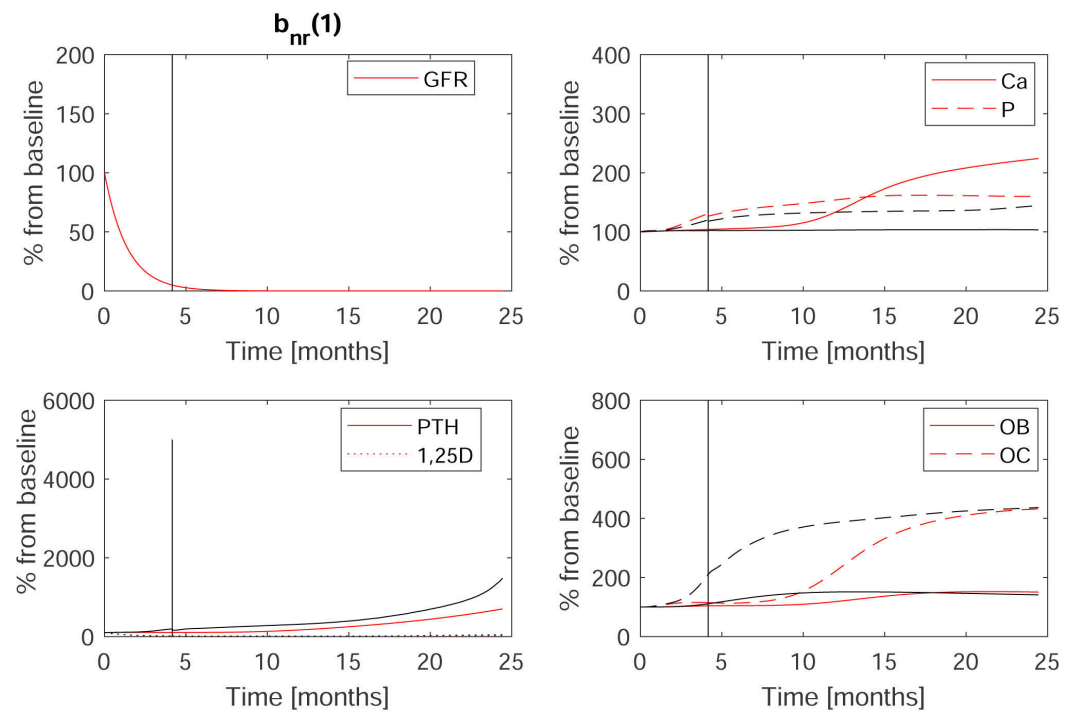 b_nr(1)
% from baseline
200
150
100
50
0
GFR
0 5 10 15 20 25
Time [months]
% from baseline
400
300
200
100
0
Ca
P
0 5 10 15 20 25
Time [months]
% from baseline
6000
4000
2000
0
PTH
1,25D
0 5 10 15 20 25
Time [months]
% from baseline
800
600
400
200
0
OB
OC
0 5 10 15 20 25
Time [months]